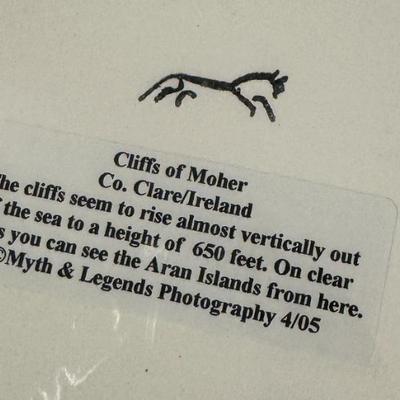 Cliffs of Moher
Co. Clare/Ireland
The cliffs seem to rise almost vertically out
the sea to a height of 650 feet. On clear
you can see the Aran Islands from here.
©Myth & Legends Photography 4/05